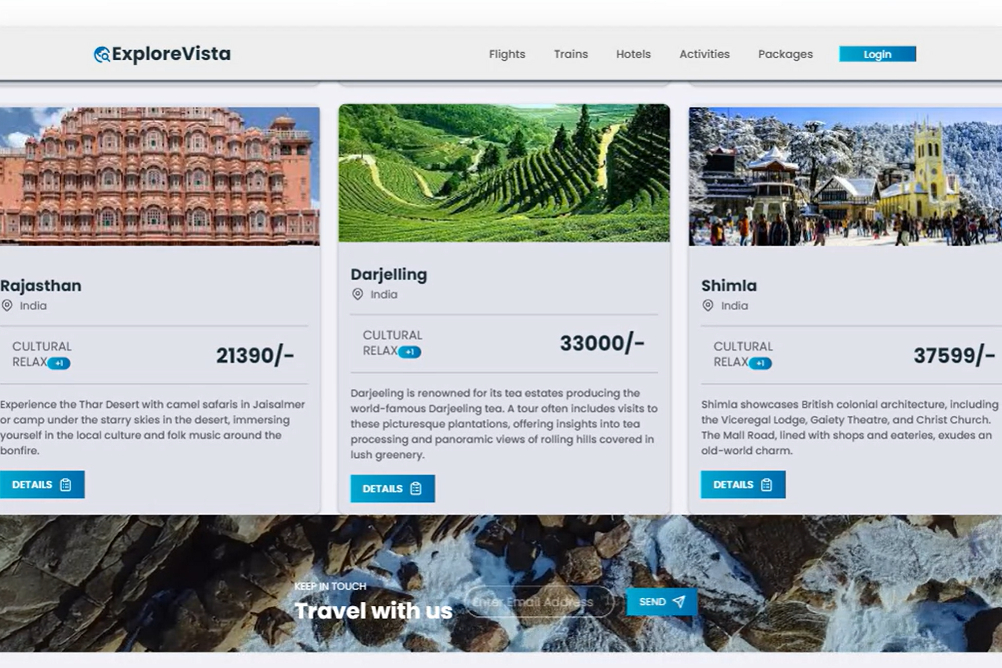 ExploreVista
Flights
Trains
Hotels
Activities
Packages
Login
Rajasthan
India
CULTURAL
RELAX +1
21390/-
Experience the Thar Desert with camel safaris in Jaisalmer
or camp under the starry skies in the desert, immersing
yourself in the local culture and folk music around the
bonfire.
DETAILS
Darjelling
India
CULTURAL
RELAX +1
33000/-
Darjeeling is renowned for its tea estates producing the
world-famous Darjeeling tea. A tour often includes visits to
these picturesque plantations, offering insights into tea
processing and panoramic views of rolling hills covered in
lush greenery.
DETAILS
Shimla
India
CULTURAL
RELAX +1
37599/-
Shimla showcases British colonial architecture, including
the Viceregal Lodge, Gaiety Theatre, and Christ Church.
The Mall Road, lined with shops and eateries, exudes an
old-world charm.
DETAILS
KEEP IN TOUCH
Travel with us
Enter Email Address
SEND